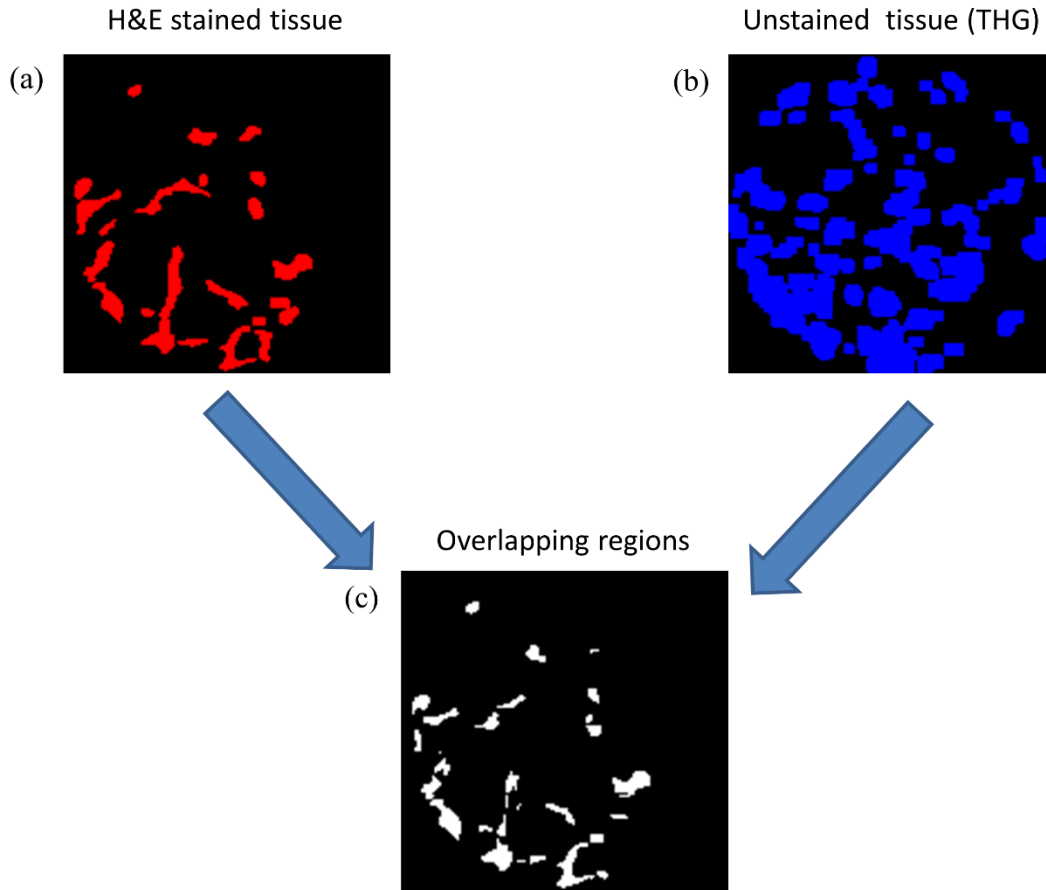 H&E stained tissue
Unstained tissue (THG)
(a)
(b)
Overlapping regions
(c)